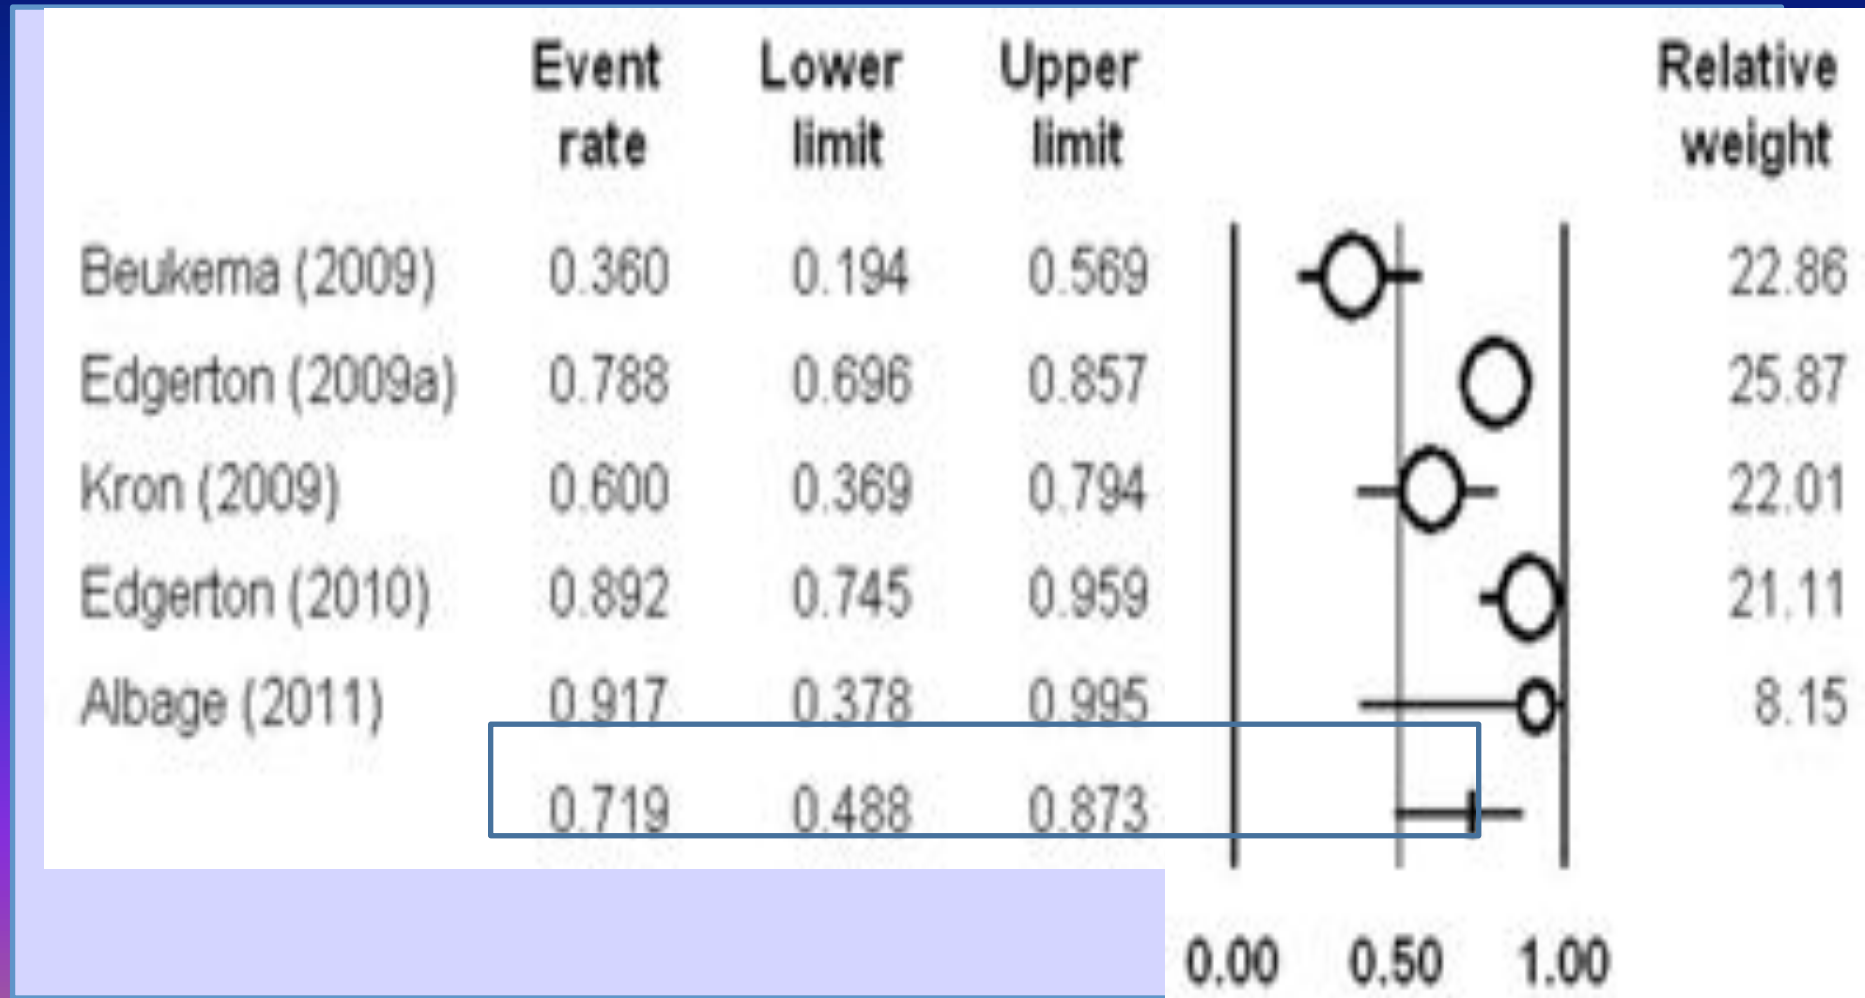 Event Lower Upper Relative
rate limit limit weight
Beukema (2009) 0.360 0.194 0.569 22.86
Edgerton (2009a) 0.788 0.696 0.857 25.87
Kron (2009) 0.600 0.369 0.794 22.01
Edgerton (2010) 0.892 0.745 0.959 21.11
Albage (2011) 0.917 0.378 0.995 8.15
0.719 0.488 0.873
0.00 0.50 1.00